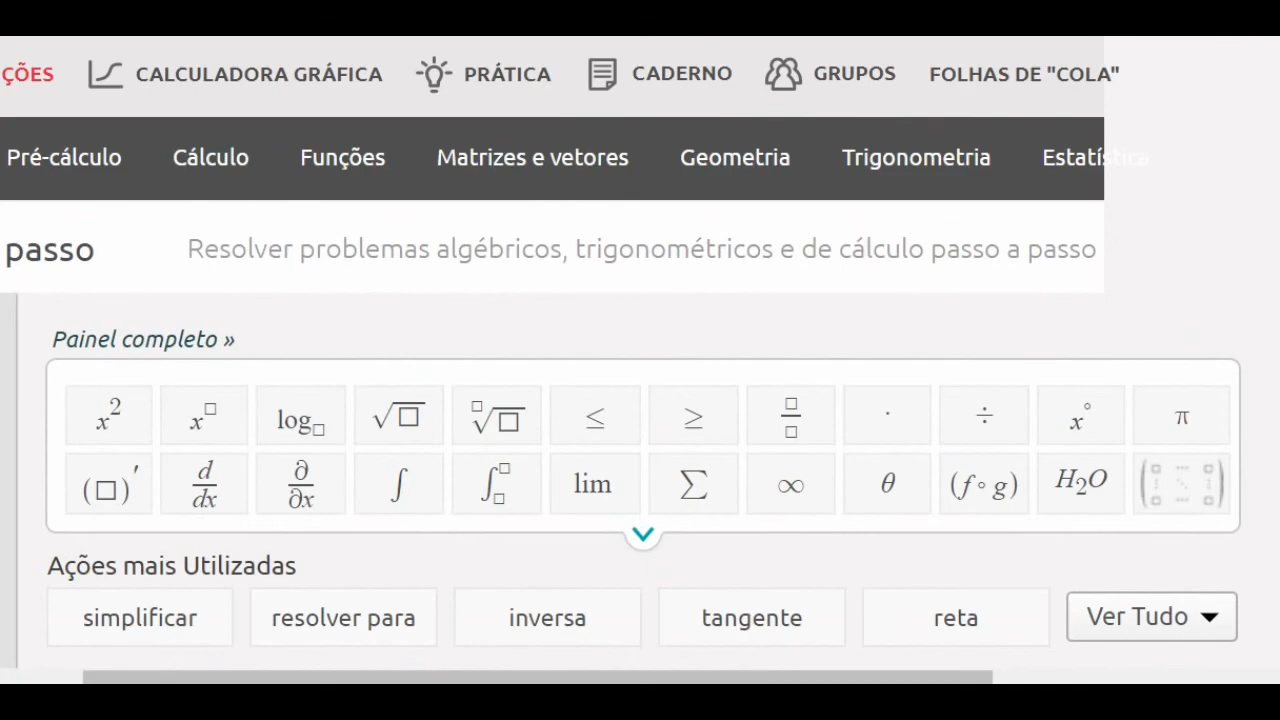 ÇÕES CALCULADORA GRÁFICA PRÁTICA CADERNO GRUPOS FOLHAS DE "COLA"
Pré-cálculo Cálculo Funções Matrizes e vetores Geometria Trigonometria Estatística
passo Resolver problemas algébricos, trigonométricos e de cálculo passo a passo
Painel completo »
x² x□ log□ √□ □√□ ≤ ≥ □/□ · ÷ x° π
(□)′ d/dx ∂/∂x ∫ ∫□□ lim ∑ ∞ θ (f∘g) H₂O
Ações mais Utilizadas
simplificar resolver para inversa tangente reta Ver Tudo